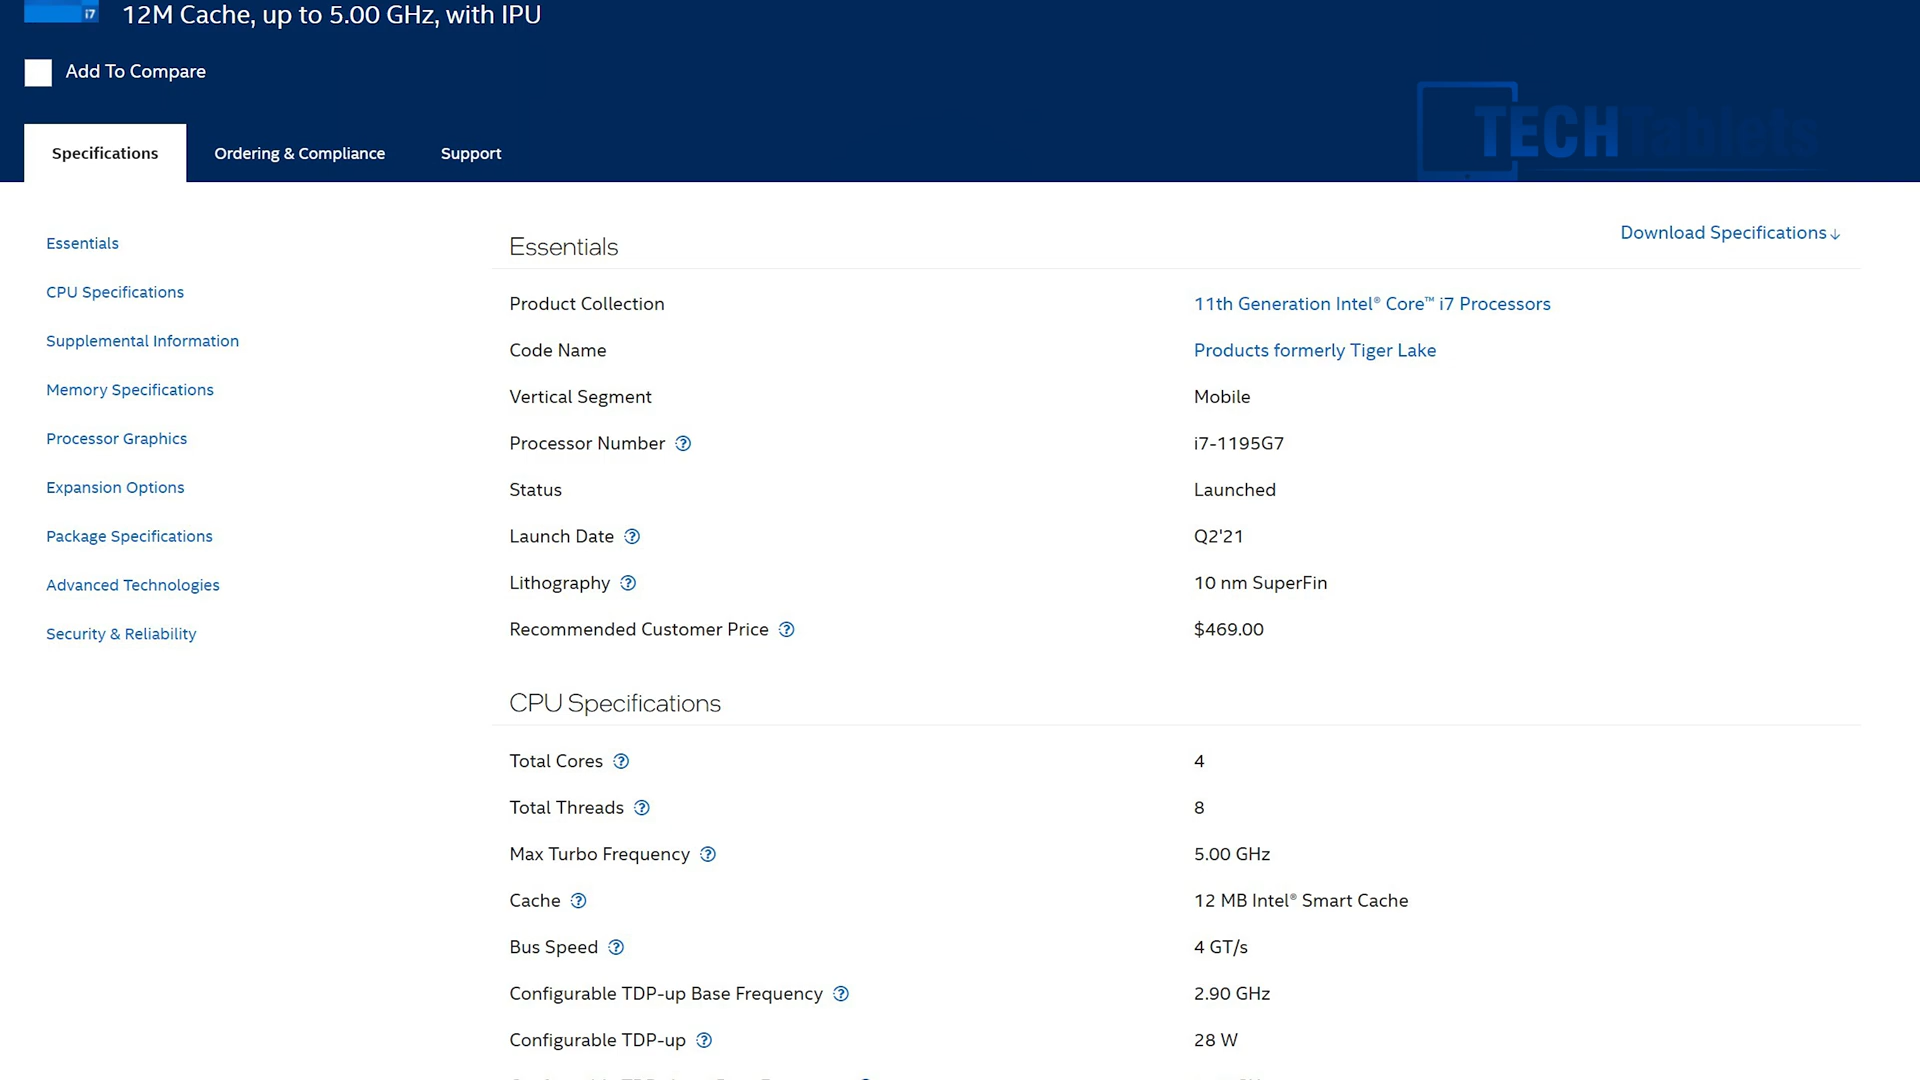 i7
12M Cache, up to 5.00 GHz, with IPU
Add To Compare
TECHTablets
Specifications
Ordering & Compliance
Support
Download Specifications↓
Essentials
CPU Specifications
Supplemental Information
Memory Specifications
Processor Graphics
Expansion Options
Package Specifications
Advanced Technologies
Security & Reliability
Essentials
Product Collection 11th Generation Intel® Core™ i7 Processors
Code Name Products formerly Tiger Lake
Vertical Segment Mobile
Processor Number ? i7-1195G7
Status Launched
Launch Date ? Q2'21
Lithography ? 10 nm SuperFin
Recommended Customer Price ? $469.00
CPU Specifications
Total Cores ? 4
Total Threads ? 8
Max Turbo Frequency ? 5.00 GHz
Cache ? 12 MB Intel® Smart Cache
Bus Speed ? 4 GT/s
Configurable TDP-up Base Frequency ? 2.90 GHz
Configurable TDP-up ? 28 W